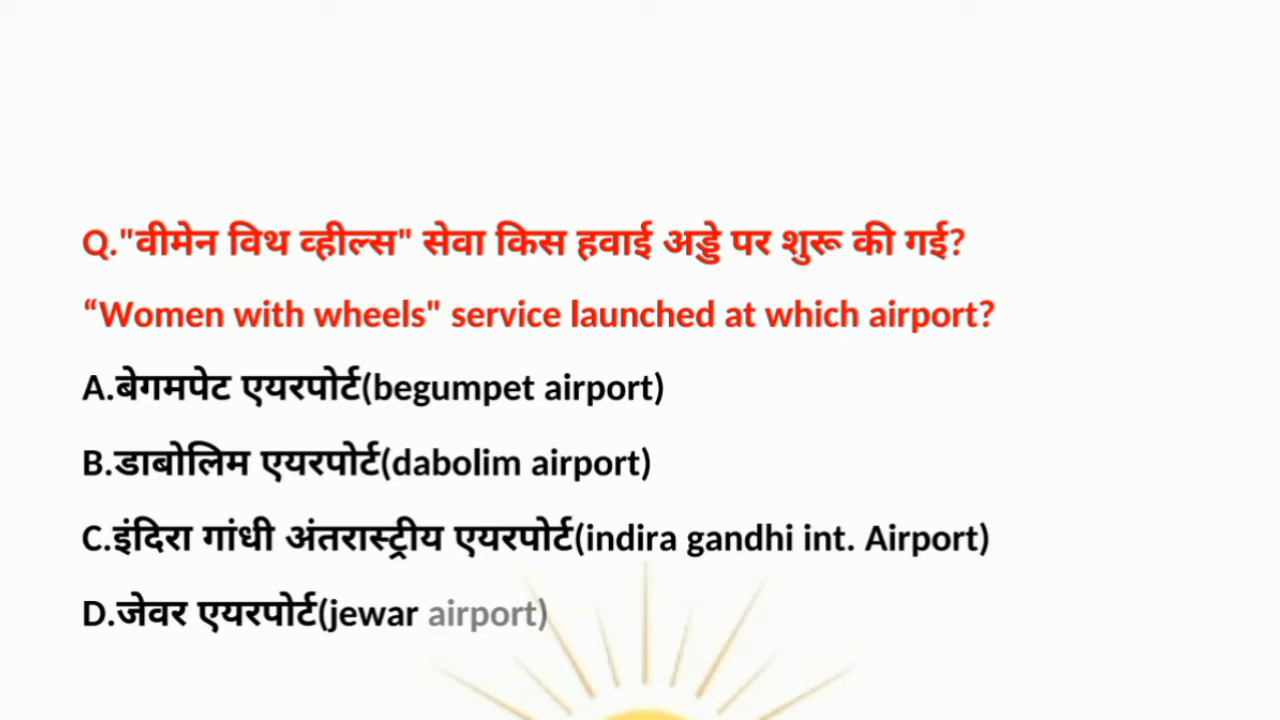 Q."वीमेन विथ व्हील्स" सेवा किस हवाई अड्डे पर शुरू की गई?
“Women with wheels" service launched at which airport?
A.बेगमपेट एयरपोर्ट(begumpet airport)
B.डाबोलिम एयरपोर्ट(dabolim airport)
C.इंदिरा गांधी अंतरास्ट्रीय एयरपोर्ट(indira gandhi int. Airport)
D.जेवर एयरपोर्ट(jewar airport)